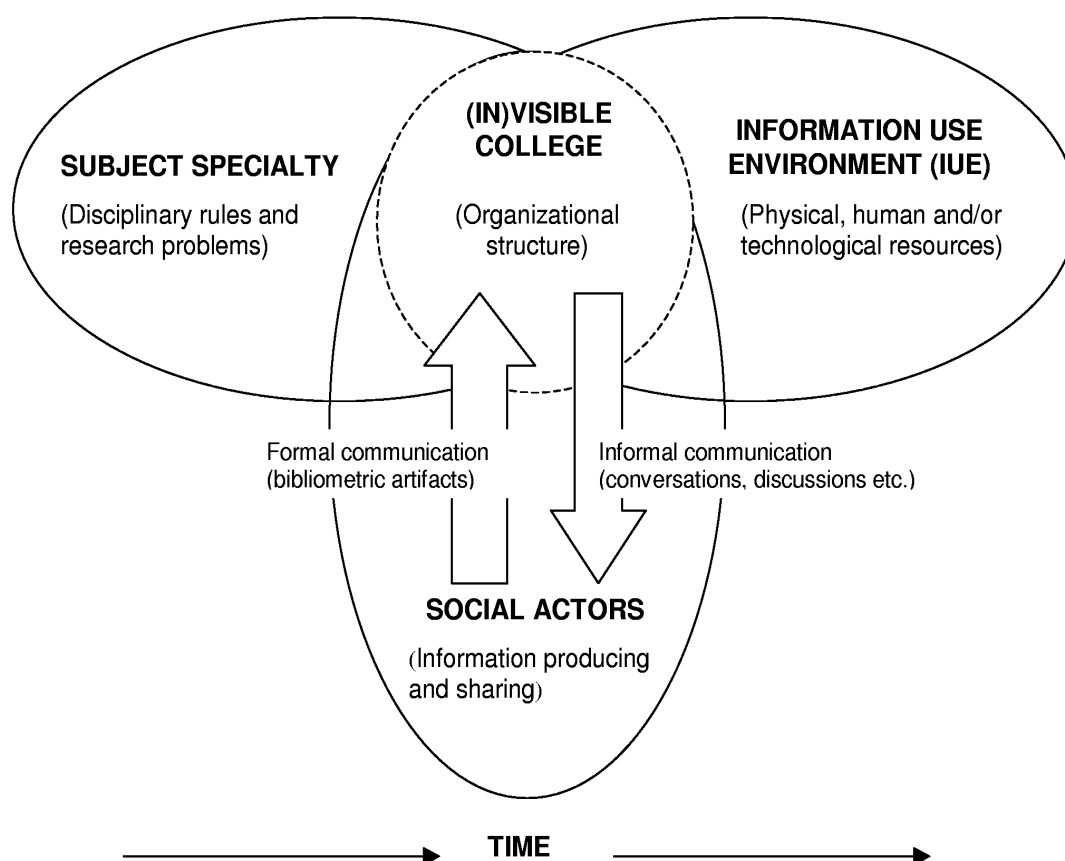 (IN)VISIBLE
COLLEGE
(Organizational
structure)
SUBJECT SPECIALTY
(Disciplinary rules and
research problems)
INFORMATION USE
ENVIRONMENT (IUE)
(Physical, human and/or
technological resources)
Formal communication
(bibliometric artifacts)
Informal communication
(conversations, discussions etc.)
SOCIAL ACTORS
(Information producing
and sharing)
TIME